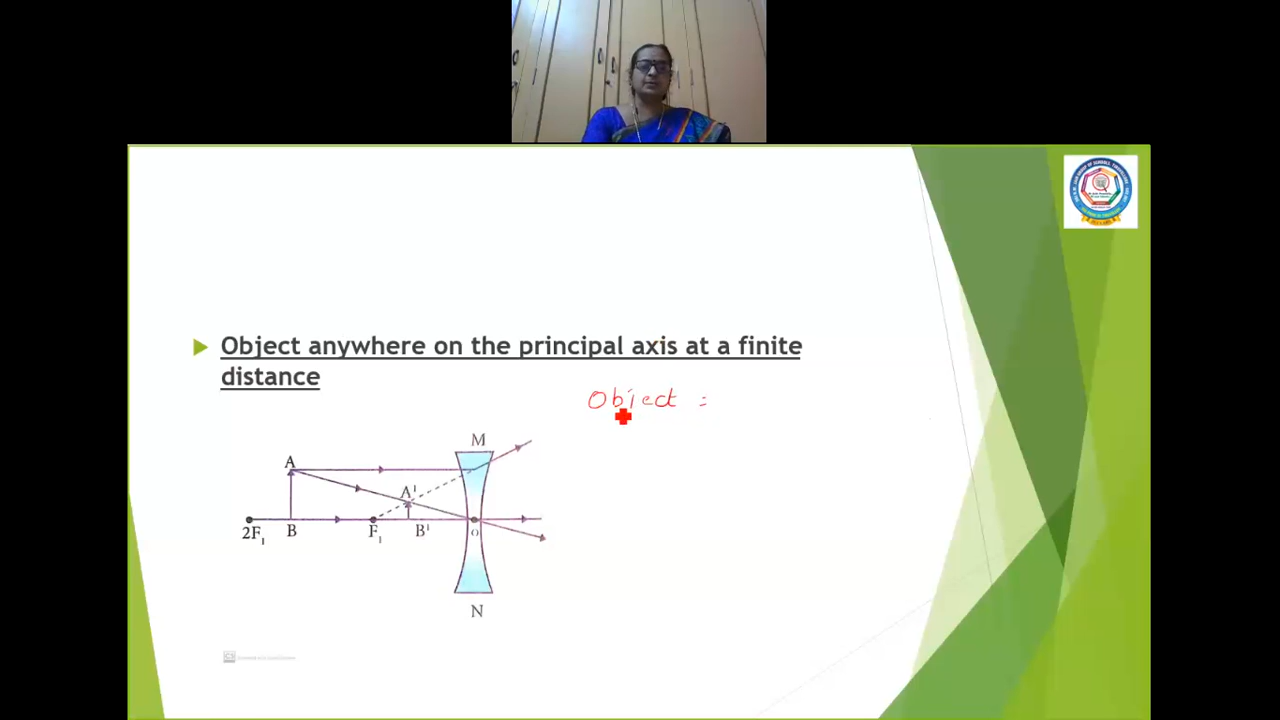 Object anywhere on the principal axis at a finite
distance
Object :
M
A
A¹
2F₁ B F₁ B¹ O
N